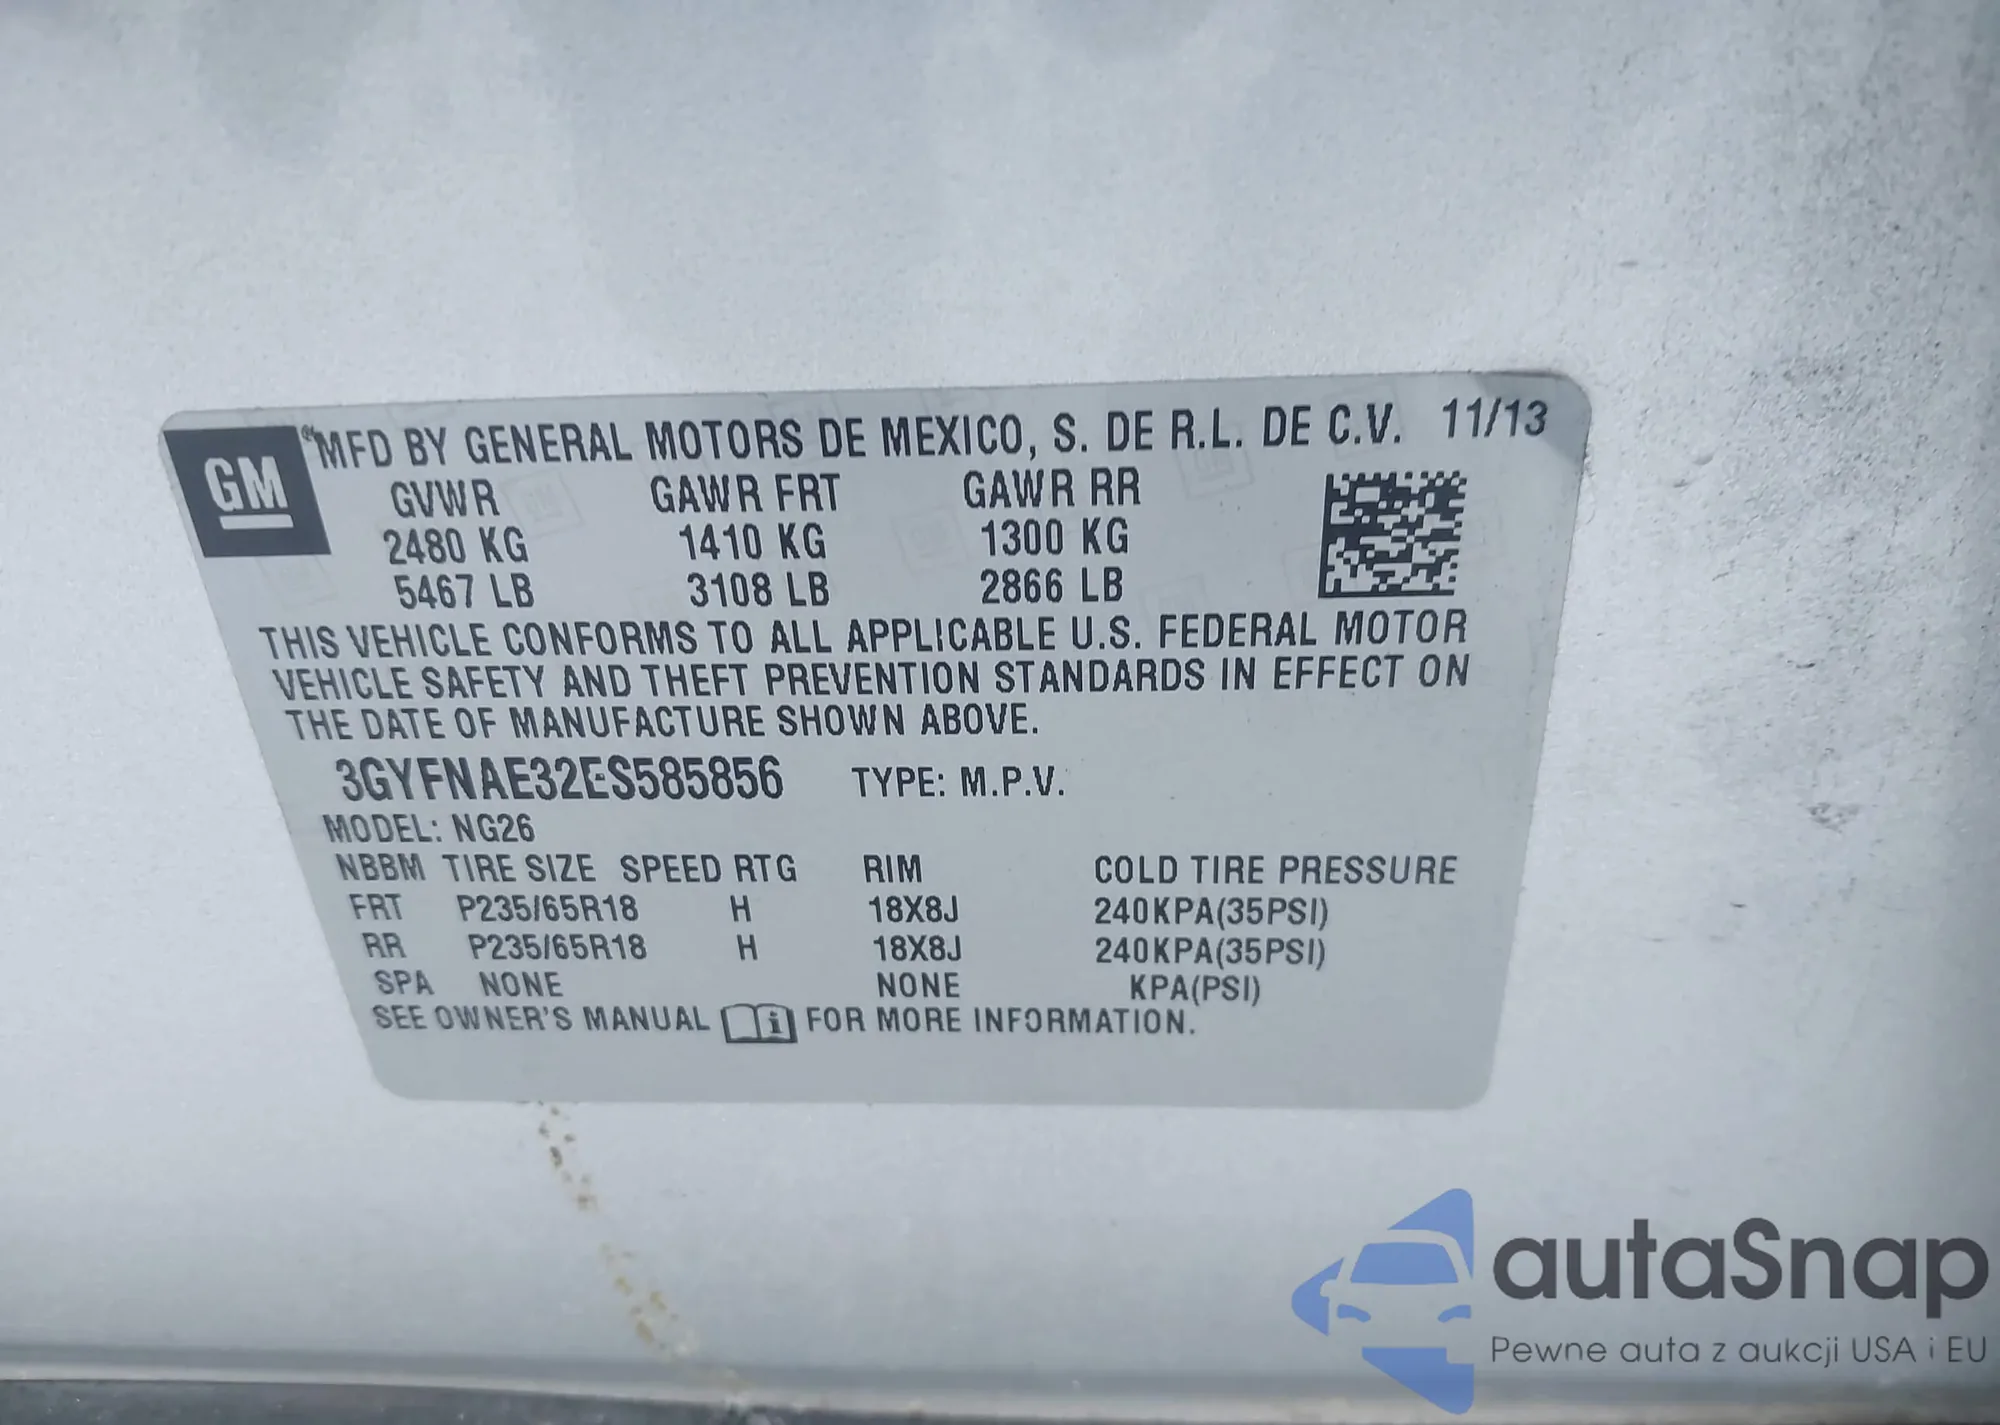 GM
MFD BY GENERAL MOTORS DE MEXICO, S. DE R.L. DE C.V. 11/13
GVWR GAWR FRT GAWR RR
2480 KG 1410 KG 1300 KG
5467 LB 3108 LB 2866 LB
THIS VEHICLE CONFORMS TO ALL APPLICABLE U.S. FEDERAL MOTOR
VEHICLE SAFETY AND THEFT PREVENTION STANDARDS IN EFFECT ON
THE DATE OF MANUFACTURE SHOWN ABOVE.
3GYFNAE32ES585856 TYPE: M.P.V.
MODEL: NG26
NBBM TIRE SIZE SPEED RTG RIM COLD TIRE PRESSURE
FRT P235/65R18 H 18X8J 240KPA(35PSI)
RR P235/65R18 H 18X8J 240KPA(35PSI)
SPA NONE NONE KPA(PSI)
SEE OWNER'S MANUAL i FOR MORE INFORMATION.
autaSnap
Pewne auta z aukcji USA i EU